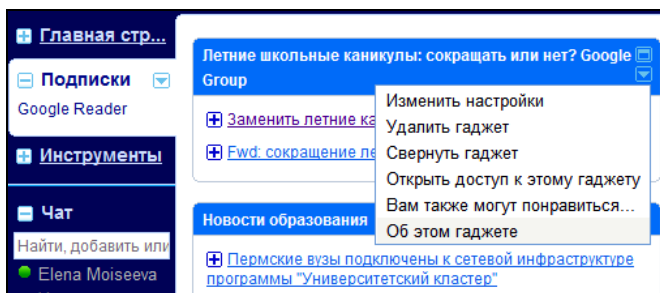 Главная стр...
Подписки
Google Reader
Инструменты
Чат
Найти, добавить или
Elena Moiseeva
Летние школьные каникулы: сокращать или нет? Google
Group
Заменить летние ка
Fwd: сокращение ле
Изменить настройки
Удалить гаджет
Свернуть гаджет
Открыть доступ к этому гаджету
Вам также могут понравиться...
Об этом гаджете
Новости образования
Пермские вузы подключены к сетевой инфраструктуре
программы "Университетский кластер"